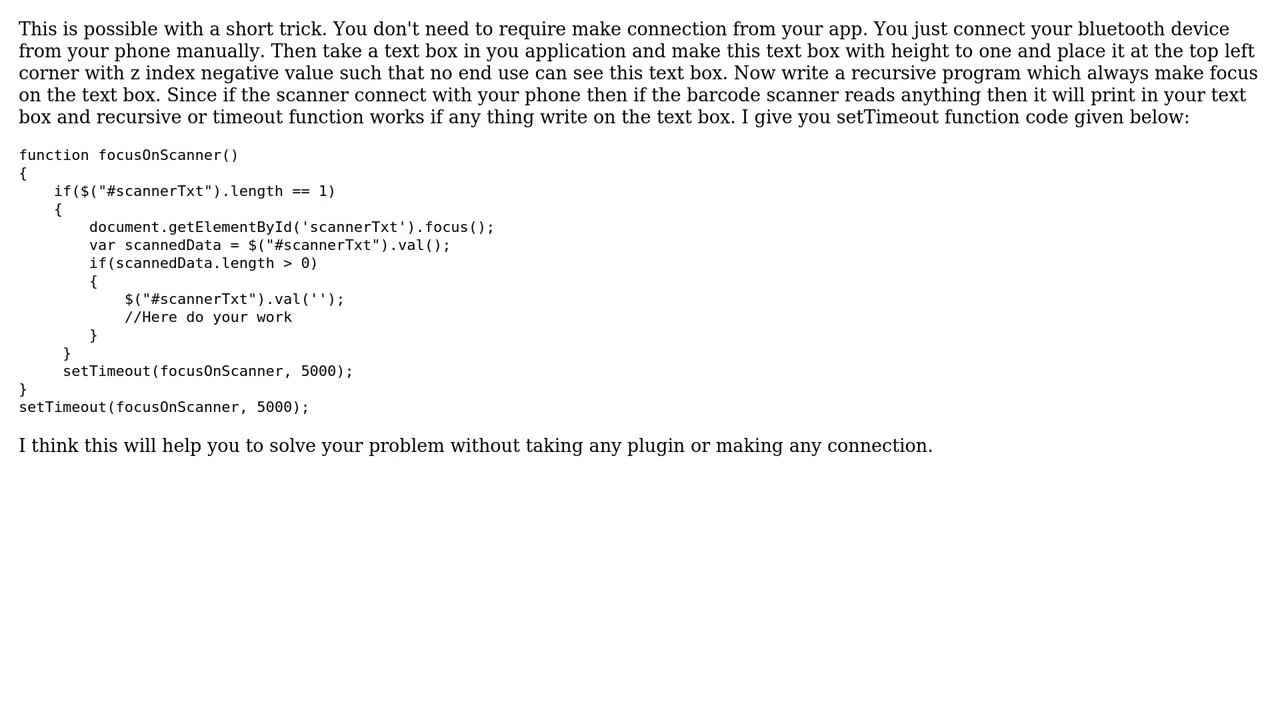 This is possible with a short trick. You don't need to require make connection from your app. You just connect your bluetooth device
from your phone manually. Then take a text box in you application and make this text box with height to one and place it at the top left
corner with z index negative value such that no end use can see this text box. Now write a recursive program which always make focus
on the text box. Since if the scanner connect with your phone then if the barcode scanner reads anything then it will print in your text
box and recursive or timeout function works if any thing write on the text box. I give you setTimeout function code given below:
function focusOnScanner()
{
    if($("#scannerTxt").length == 1)
    {
        document.getElementById('scannerTxt').focus();
        var scannedData = $("#scannerTxt").val();
        if(scannedData.length > 0)
        {
            $("#scannerTxt").val('');
            //Here do your work
        }
     }
     setTimeout(focusOnScanner, 5000);
}
setTimeout(focusOnScanner, 5000);
I think this will help you to solve your problem without taking any plugin or making any connection.